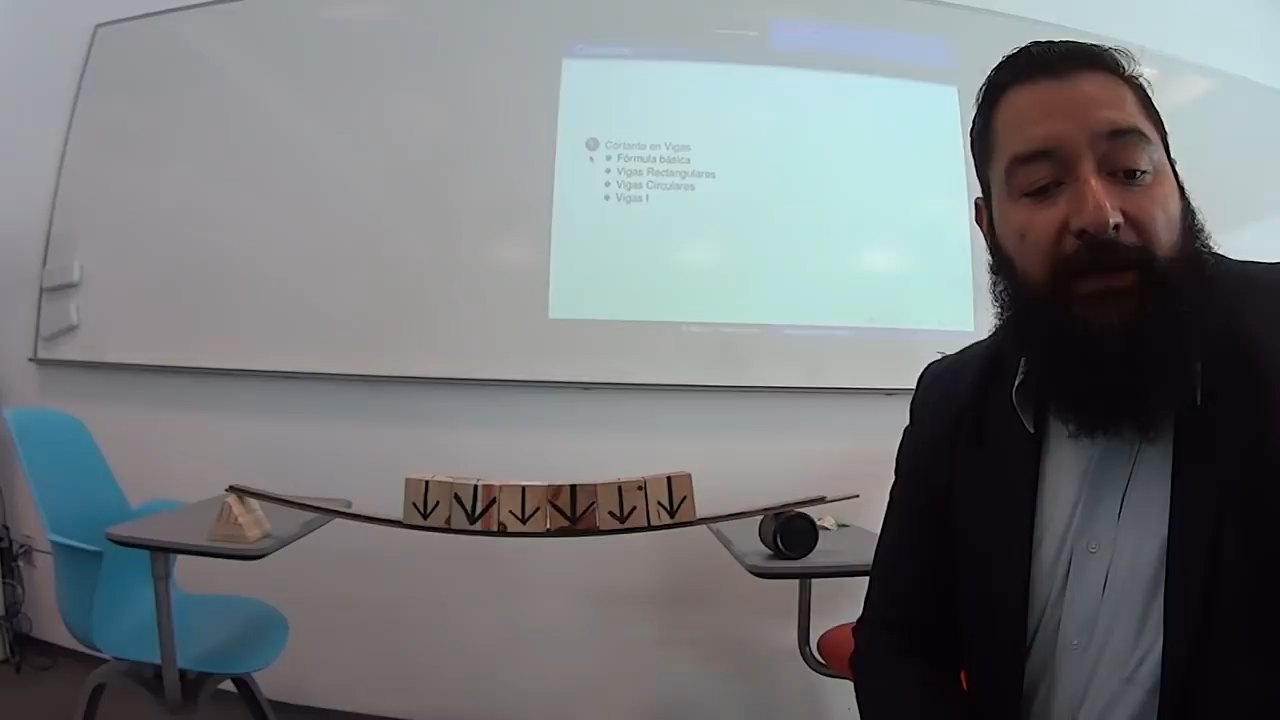 Cortante en Vigas
Fórmula básica
Vigas Rectangulares
Vigas Circulares
Vigas I